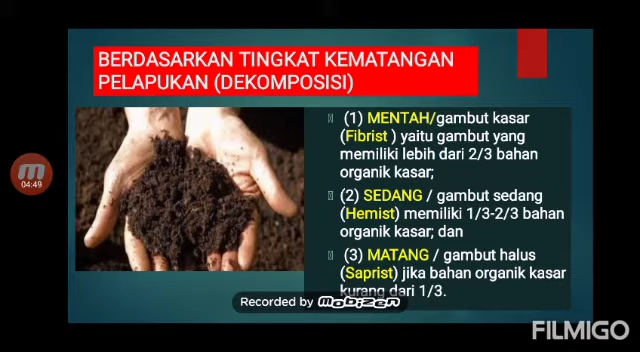 BERDASARKAN TINGKAT KEMATANGAN
PELAPUKAN (DEKOMPOSISI)
(1) MENTAH/gambut kasar
(Fibrist ) yaitu gambut yang
memiliki lebih dari 2/3 bahan
organik kasar;
(2) SEDANG / gambut sedang
(Hemist) memiliki 1/3-2/3 bahan
organik kasar; dan
(3) MATANG / gambut halus
(Saprist) jika bahan organik kasar
kurang dari 1/3.
04:49
Recorded by mobizen
FILMIGO